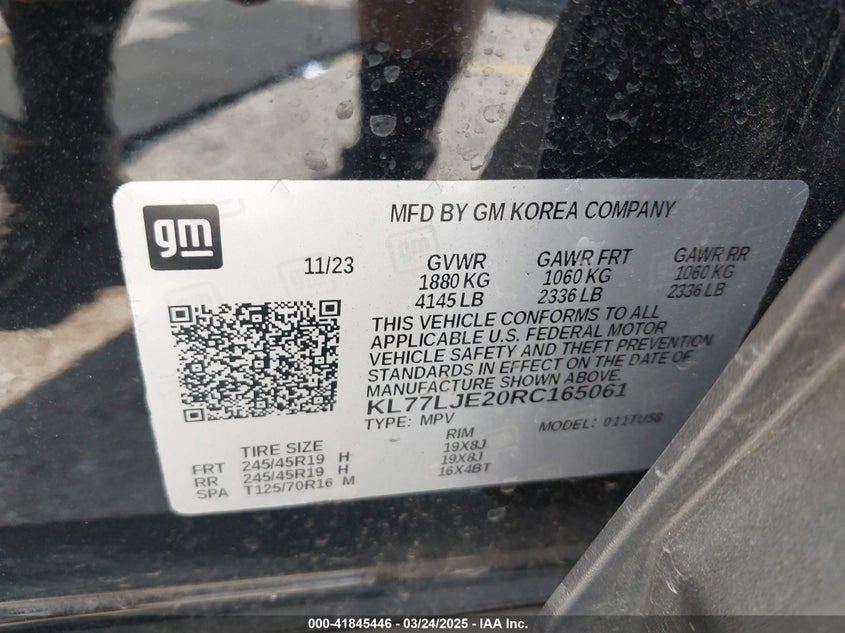 gm
MFD BY GM KOREA COMPANY
11/23
GVWR
1880 KG
4145 LB
GAWR FRT
1060 KG
2336 LB
GAWR RR
1060 KG
2336 LB
THIS VEHICLE CONFORMS TO ALL
APPLICABLE U.S. FEDERAL MOTOR
VEHICLE SAFETY AND THEFT PREVENTION
STANDARDS IN EFFECT ON THE DATE OF
MANUFACTURE SHOWN ABOVE.
KL77LJE20RC165061
TYPE: MPV
MODEL: 011TU58
TIRE SIZE
RIM
FRT 245/45R19 H 19X8J
RR 245/45R19 H 19X8J
SPA T125/70R16 M 16X4BT
000-41845446 — 03/24/2025 — IAA Inc.